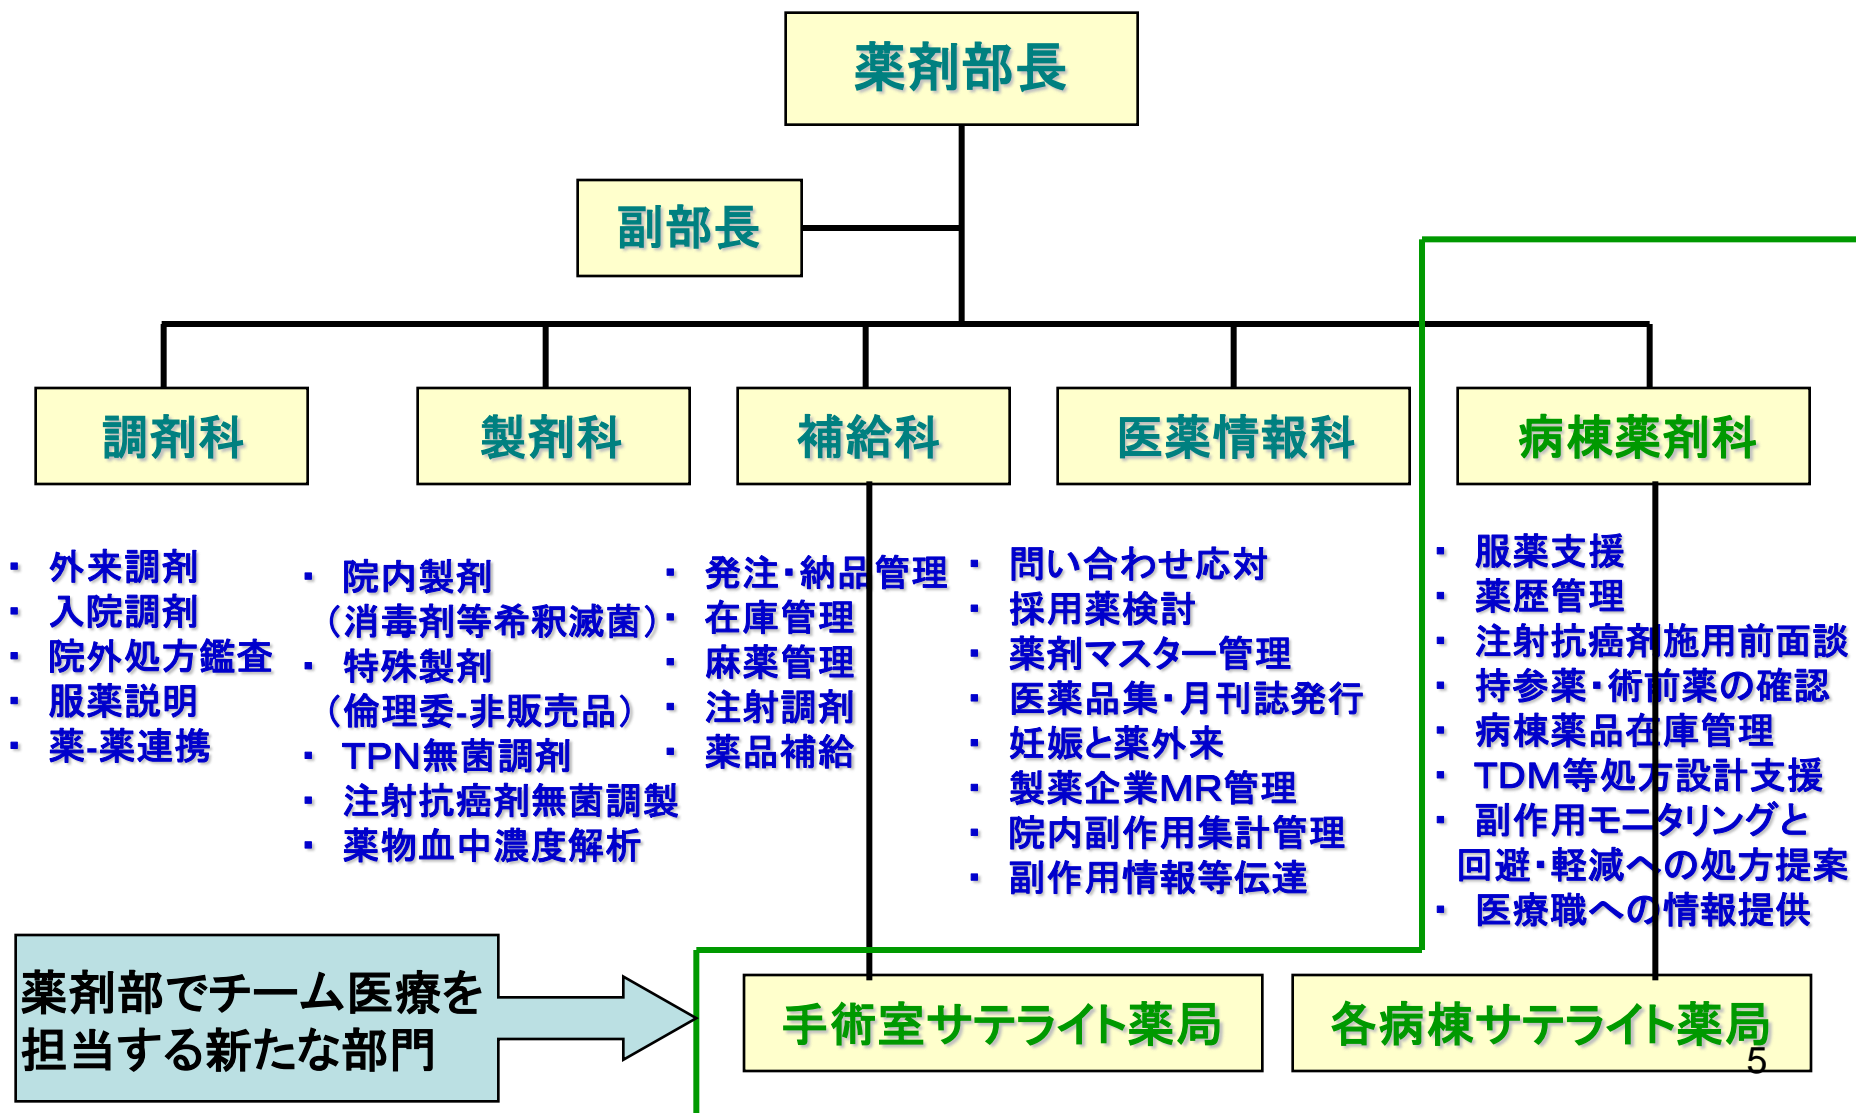 薬剤部長
副部長
調剤科
製剤科
補給科
医薬情報科
病棟薬剤科
▪ 外来調剤
▪ 入院調剤
▪ 院外処方鑑査
▪ 服薬説明
▪ 薬-薬連携
▪ 院内製剤
（消毒剤等希釈滅菌）
▪ 特殊製剤
（倫理委-非販売品）
▪ TPN無菌調剤
▪ 注射抗癌剤無菌調製
▪ 薬物血中濃度解析
▪ 発注・納品管理
▪ 在庫管理
▪ 麻薬管理
▪ 注射調剤
▪ 薬品補給
▪ 問い合わせ応対
▪ 採用薬検討
▪ 薬剤マスター管理
▪ 医薬品集・月刊誌発行
▪ 妊娠と薬外来
▪ 製薬企業MR管理
▪ 院内副作用集計管理
▪ 副作用情報等伝達
▪ 服薬支援
▪ 薬歴管理
▪ 注射抗癌剤施用前面談
▪ 持参薬・術前薬の確認
▪ 病棟薬品在庫管理
▪ TDM等処方設計支援
▪ 副作用モニタリングと
回避・軽減への処方提案
▪ 医療職への情報提供
薬剤部でチーム医療を
担当する新たな部門
手術室サテライト薬局
各病棟サテライト薬局
5